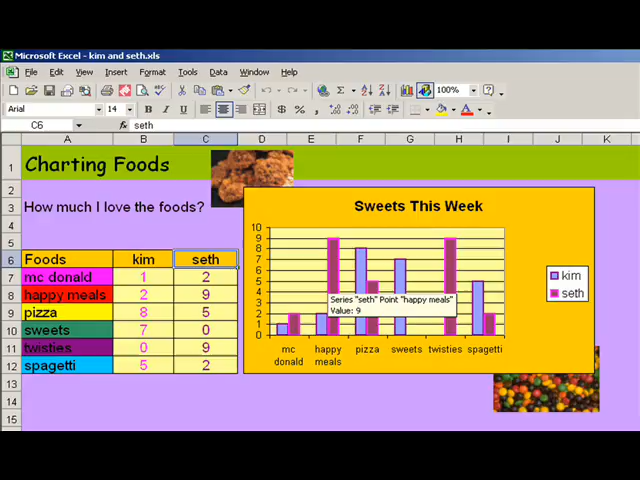 Microsoft Excel - kim and seth.xls
File Edit View Insert Format Tools Data Window Help
100%
Arial 14 B I U
C6 seth
A B C D E F G H I J K
1 Charting Foods
2
3 How much I love the foods?
4
5
6 Foods kim seth
7 mc donald 1 2
8 happy meals 2 9
9 pizza 8 5
10 sweets 7 0
11 twisties 0 9
12 spagetti 5 2
13
14
15
Sweets This Week
10
9
8
7
6
5
4
3
2
1
0
Series "seth" Point "happy meals"
Value: 9
mc donald
happy meals
pizza
sweets
twisties
spagetti
kim
seth